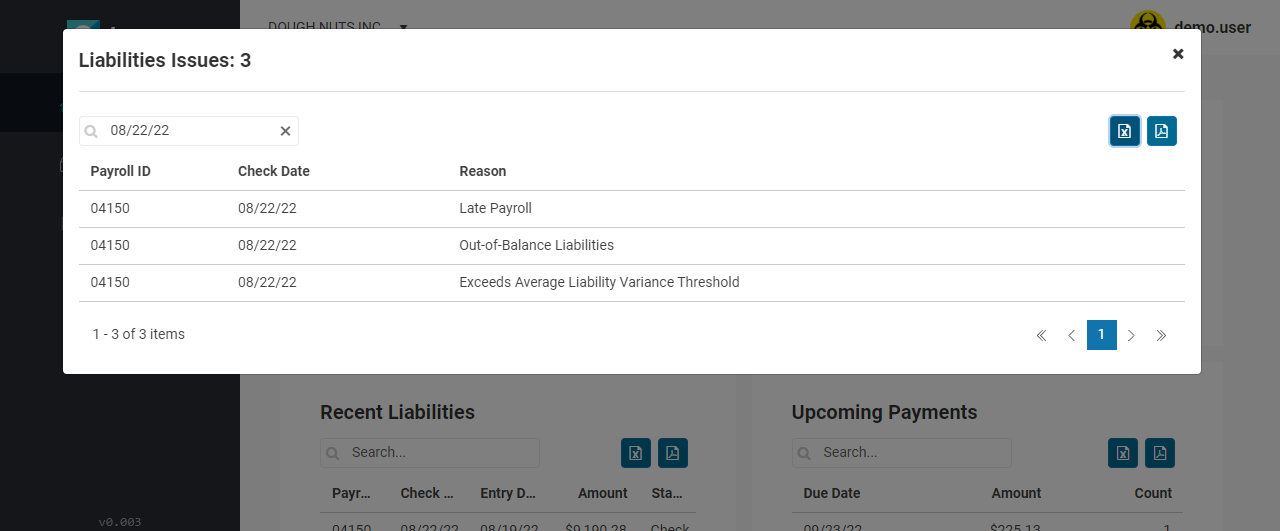 DOUGH NUTS INC
demo.user
Liabilities Issues: 3
08/22/22
Payroll ID Check Date Reason
04150 08/22/22 Late Payroll
04150 08/22/22 Out-of-Balance Liabilities
04150 08/22/22 Exceeds Average Liability Variance Threshold
1 - 3 of 3 items
1
Recent Liabilities
Search...
Payr... Check ... Entry D... Amount Sta...
04150 08/22/22 08/19/22 $9,190.28 Check
Upcoming Payments
Search...
Due Date Amount Count
09/23/22 $225.13 1
v0.003